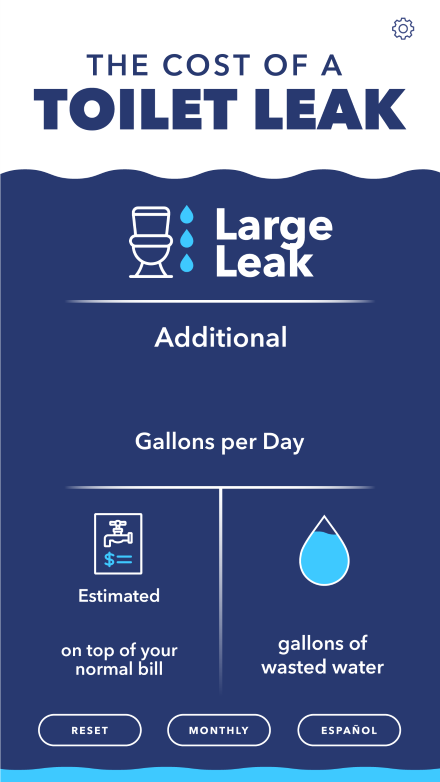 THE COST OF A
TOILET LEAK
Large
Leak
Additional
Gallons per Day
$=
Estimated
on top of your
normal bill
gallons of
wasted water
RESET
MONTHLY
ESPAÑOL